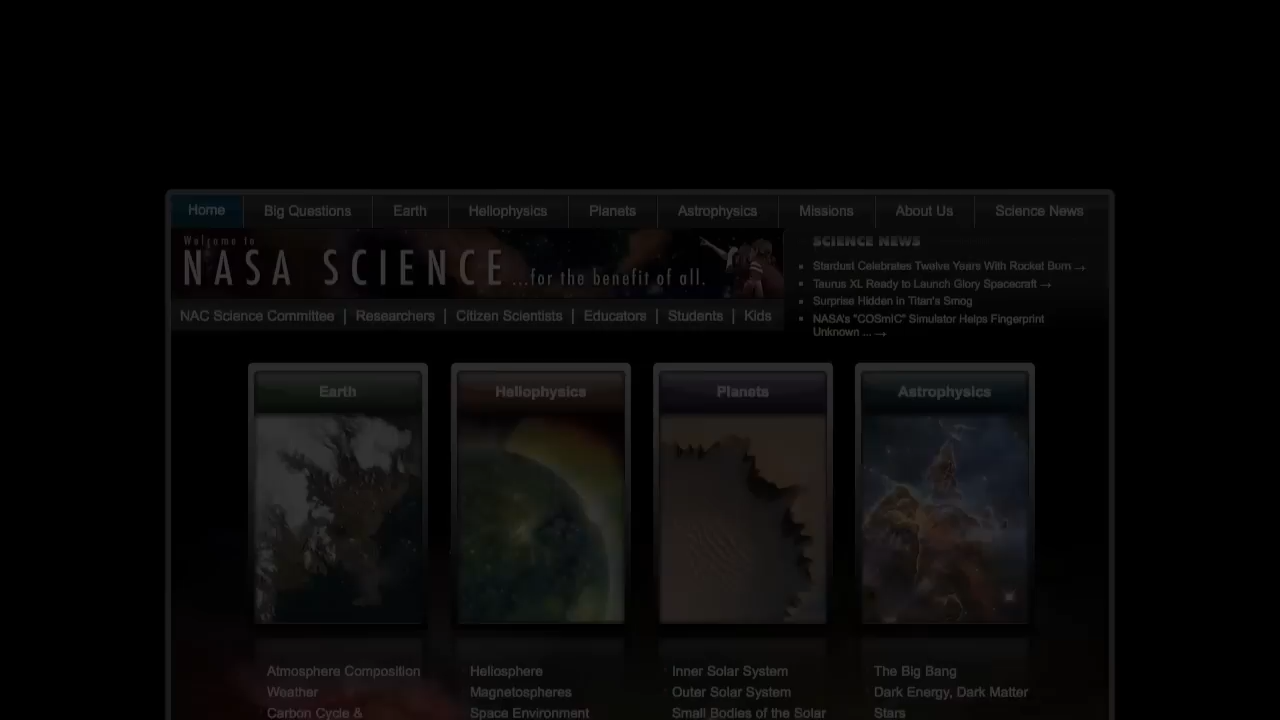 Home Big Questions Earth Heliophysics Planets Astrophysics Missions About Us Science News
Welcome to
NASA SCIENCE ...for the benefit of all.
NAC Science Committee | Researchers | Citizen Scientists | Educators | Students | Kids
SCIENCE NEWS
Stardust Celebrates Twelve Years With Rocket Burn →
Taurus XL Ready to Launch Glory Spacecraft →
Surprise Hidden in Titan's Smog
NASA's "COSmIC" Simulator Helps Fingerprint
Unknown ... →
Earth
Heliophysics
Planets
Astrophysics
Atmosphere Composition
Weather
Carbon Cycle &
Heliosphere
Magnetospheres
Space Environment
Inner Solar System
Outer Solar System
Small Bodies of the Solar
The Big Bang
Dark Energy, Dark Matter
Stars